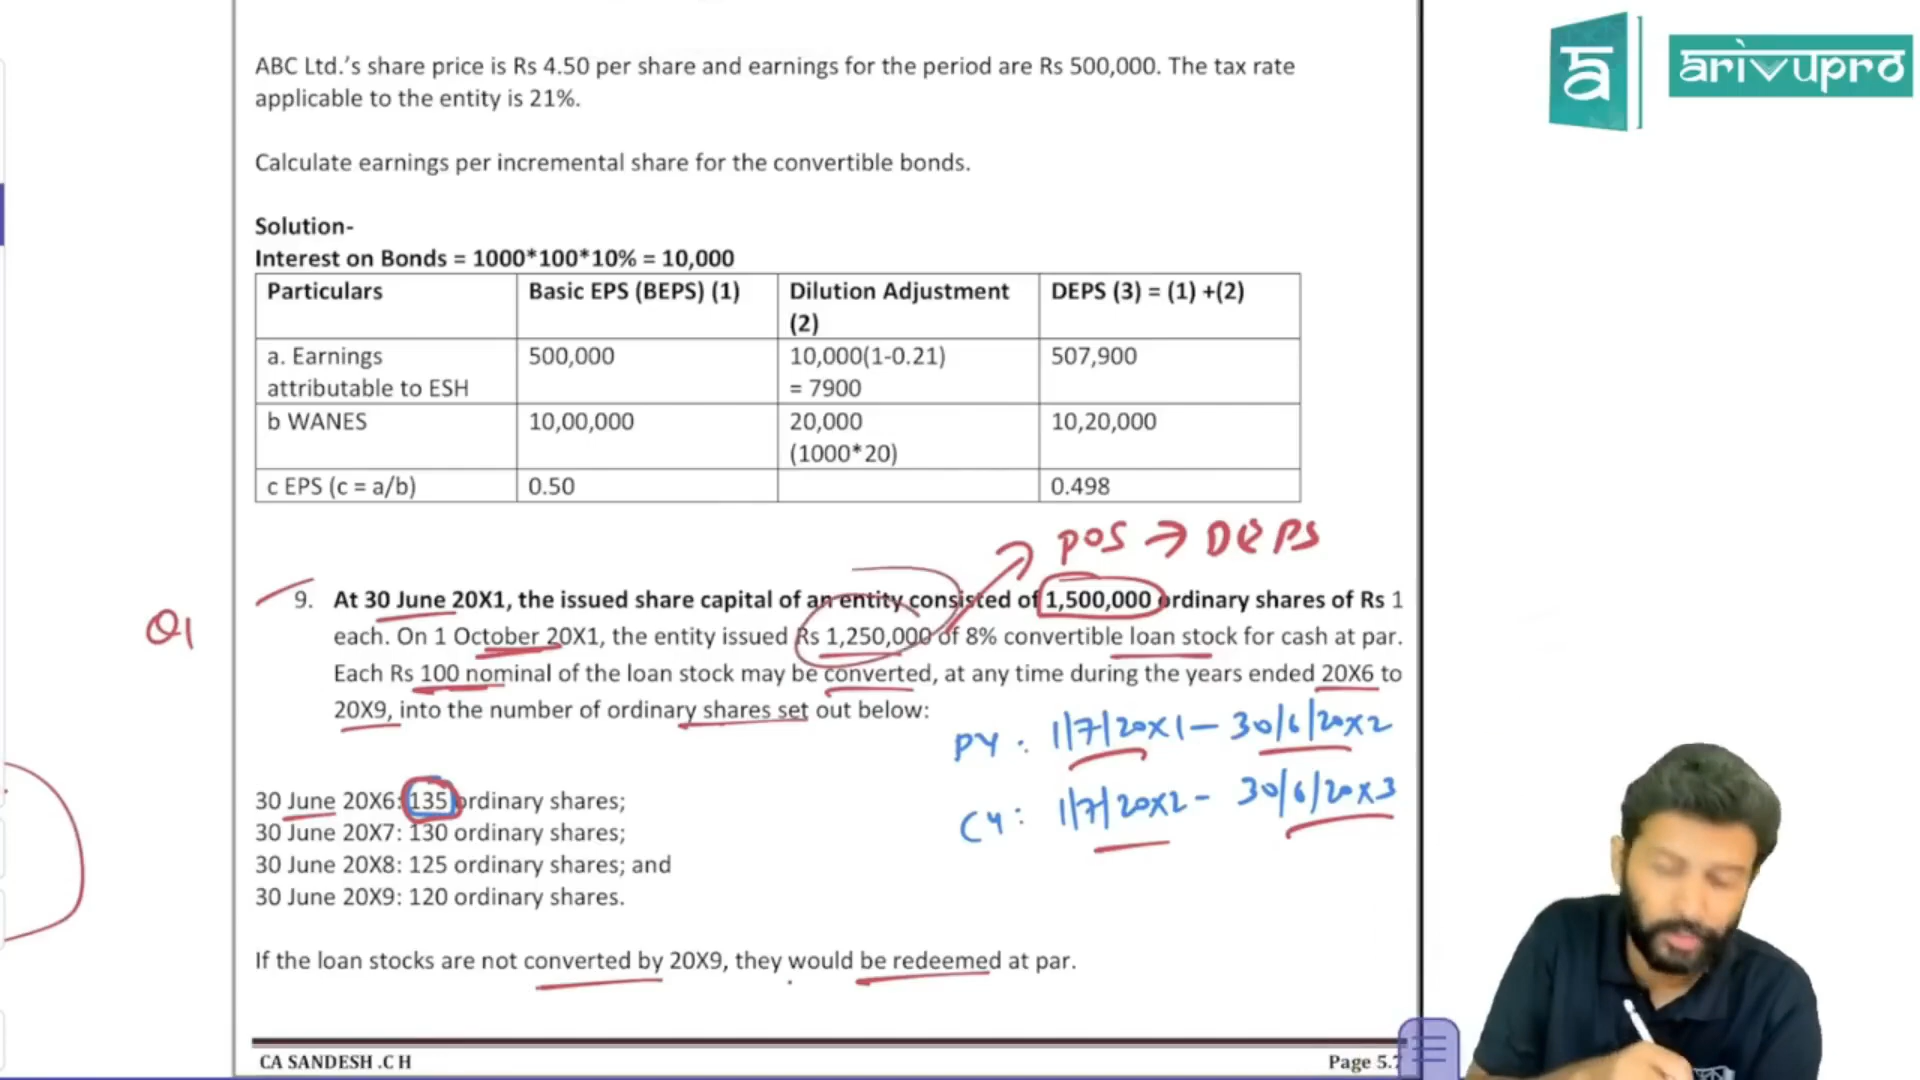 ABC Ltd.'s share price is Rs 4.50 per share and earnings for the period are Rs 500,000. The tax rate
applicable to the entity is 21%.
Calculate earnings per incremental share for the convertible bonds.
Solution-
Interest on Bonds = 1000*100*10% = 10,000
Particulars Basic EPS (BEPS) (1) Dilution Adjustment (2) DEPS (3) = (1) +(2)
a. Earnings attributable to ESH 500,000 10,000(1-0.21) = 7900 507,900
b WANES 10,00,000 20,000 (1000*20) 10,20,000
c EPS (c = a/b) 0.50 0.498
POS → DEPS
Q1
9. At 30 June 20X1, the issued share capital of an entity consisted of 1,500,000 ordinary shares of Rs 1
each. On 1 October 20X1, the entity issued Rs 1,250,000 of 8% convertible loan stock for cash at par.
Each Rs 100 nominal of the loan stock may be converted, at any time during the years ended 20X6 to
20X9, into the number of ordinary shares set out below:
PY : 1/7/20X1 – 30/6/20X2
CY : 1/7/20X2 - 30/6/20X3
30 June 20X6: 135 ordinary shares;
30 June 20X7: 130 ordinary shares;
30 June 20X8: 125 ordinary shares; and
30 June 20X9: 120 ordinary shares.
If the loan stocks are not converted by 20X9, they would be redeemed at par.
CA SANDESH .C H Page 5.7
arivupro